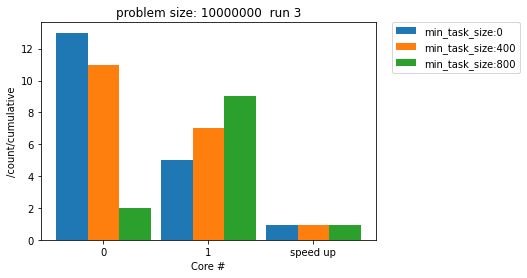 problem size: 10000000  run 3
min_task_size:0
min_task_size:400
min_task_size:800
/count/cumulative
12
10
8
6
4
2
0
0
1
speed up
Core #